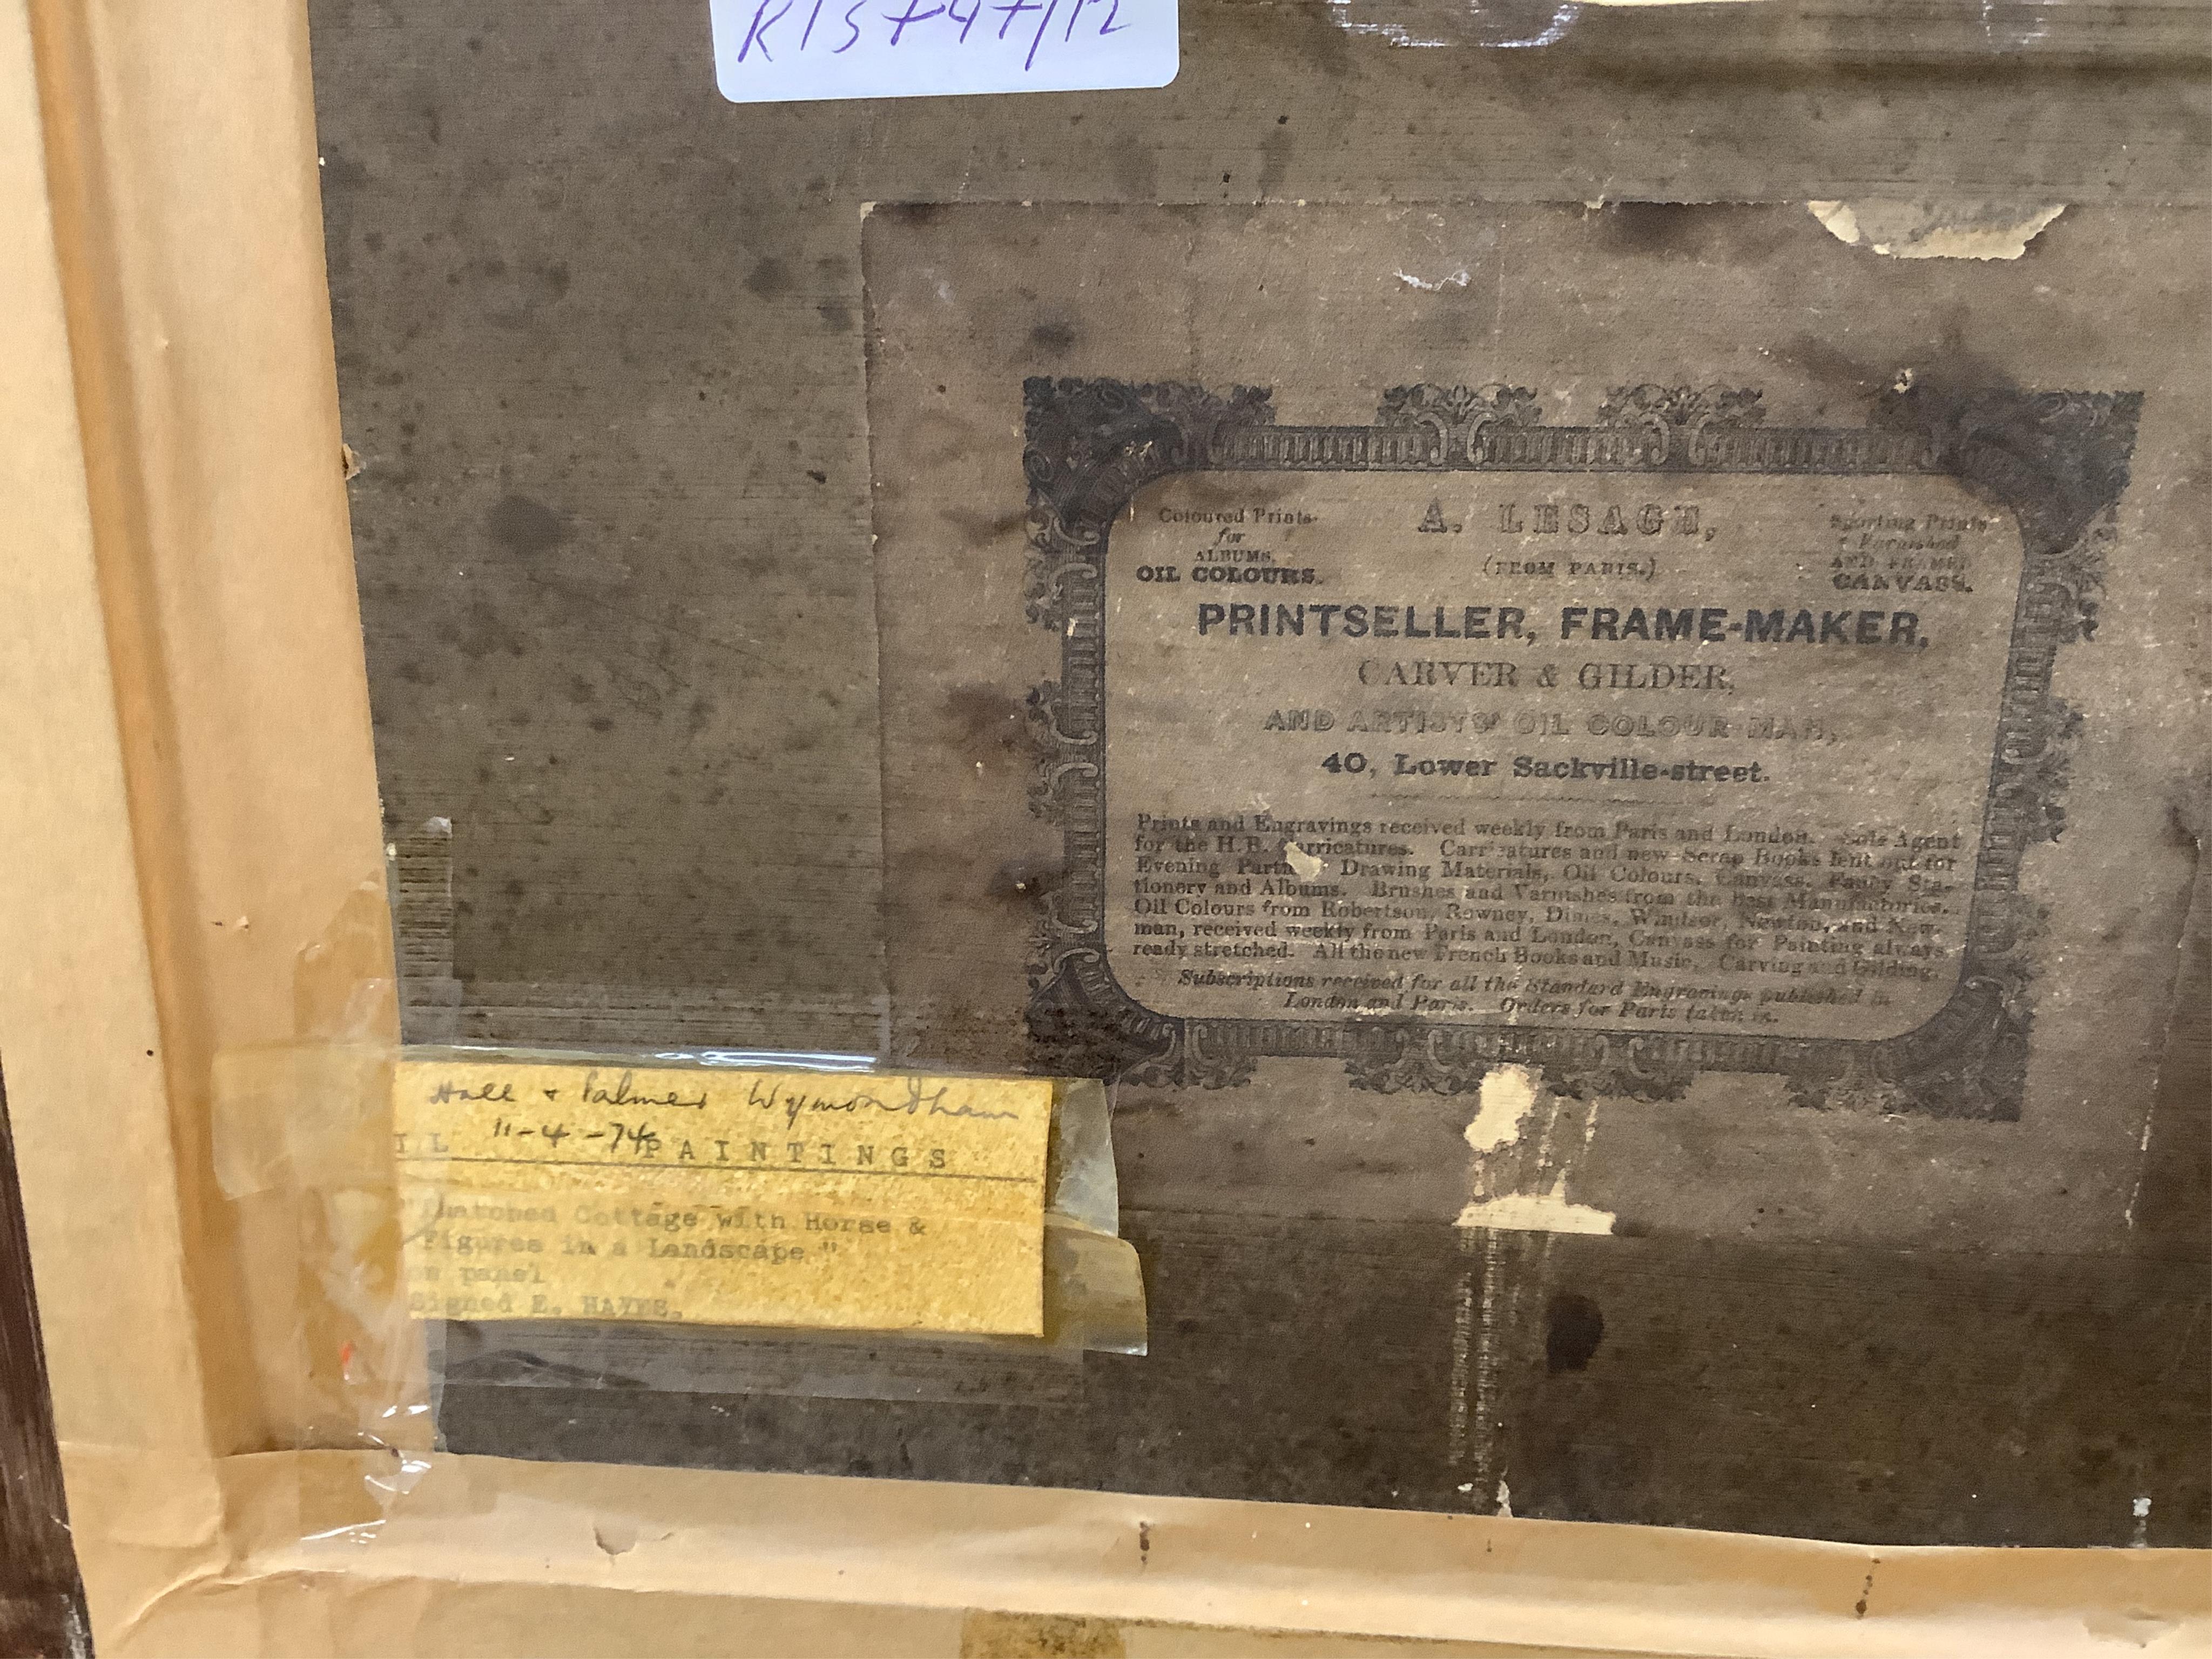 Coloured Prints
for
ALBUMS.
OIL COLOURS.
A. LESAGE,
(FROM PARIS.)
Sporting Prints
Varnished
AND FRAMED
CANVASS.
PRINTSELLER, FRAME-MAKER,
CARVER & GILDER,
AND ARTISTS' OIL COLOUR-MAN,
40, Lower Sackville-street.
Prints and Engravings received weekly from Paris and London. Sole Agent
for the H.B. Carricatures. Carricatures and new Scrap Books lent out for
Evening Drawing Materials, Oil Colours, Canvass, Fancy Sta-
tionery and Albums. Brushes and Varnishes from the best Manufactories.
Oil Colours from Robertson, Rowney, Dimes, Windsor, Newton, and New-
man, received weekly from Paris and London, Canvass for Painting always
ready stretched. All the new French Books and Music. Carving and Gilding.
Subscriptions received for all the Standard Engravings published in
London and Paris. Orders for Paris taken in.
Hall & Palmer Wymondham
11-4-74
IL PAINTINGS
"Thatched Cottage with Horse &
Figures in a Landscape"
on panel
Signed E. HAYES.